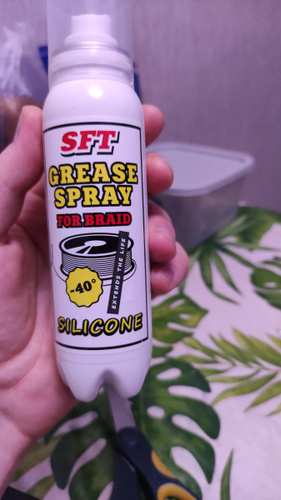 SFT
GREASE
SPRAY
FOR BRAID
-40°
EXTENDS THE LIFE
SILICONE